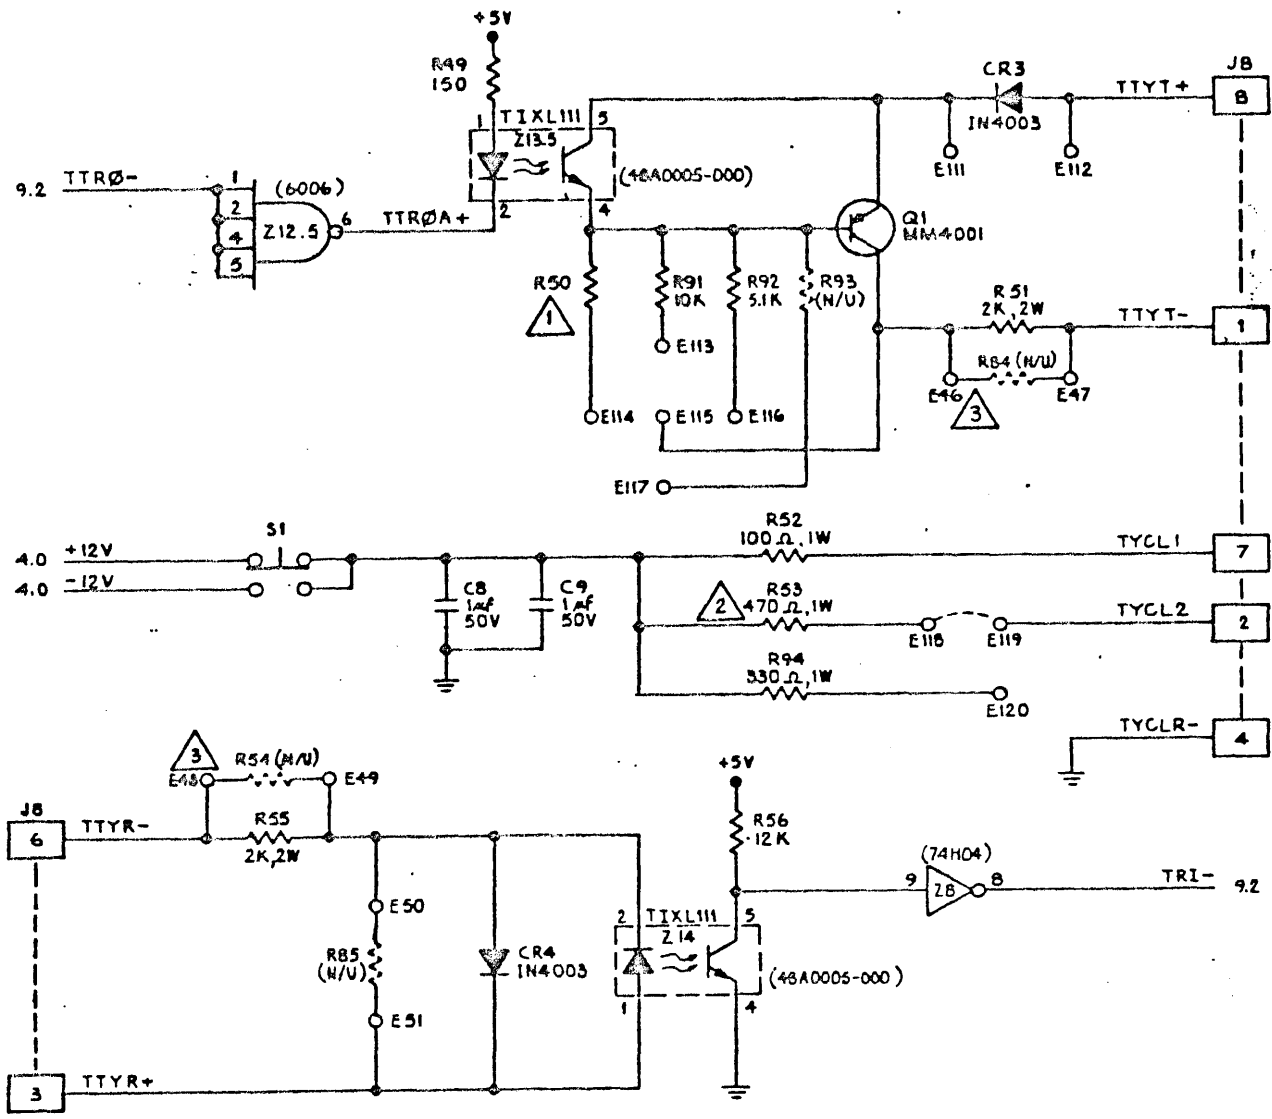 +5V
R49
150
1 TIXL111 5
Z13.5
(48A0005-000)
2
4
9.2 TTRØ-
1
2
4
5
(6006)
Z12.5
6
TTRØA+
CR3
IN4003
TTYT+
J8
8
E111
E112
Q1
MM4001
R50
1
R91
10K
R92
5.1K
R93
(N/U)
E113
E114
E115
E116
E117
R51
2K, 2W
TTYT-
1
R84 (N/U)
E46
E47
3
S1
4.0 +12V
4.0 -12V
C8
1µf
50V
C9
1µf
50V
R52
100Ω, 1W
TYCL1
7
2
R53
470Ω, 1W
E118
E119
TYCL2
2
R94
330Ω, 1W
E120
TYCLR-
4
3
R54 (N/U)
E48
E49
J8
6
TTYR-
R55
2K, 2W
E50
R85
(N/U)
E51
CR4
IN4003
+5V
R56
12K
2 TIXL111 5
Z14
(48A0005-000)
1
4
(74H04)
9
Z8
8
TRI- 9.2
3
TTYR+